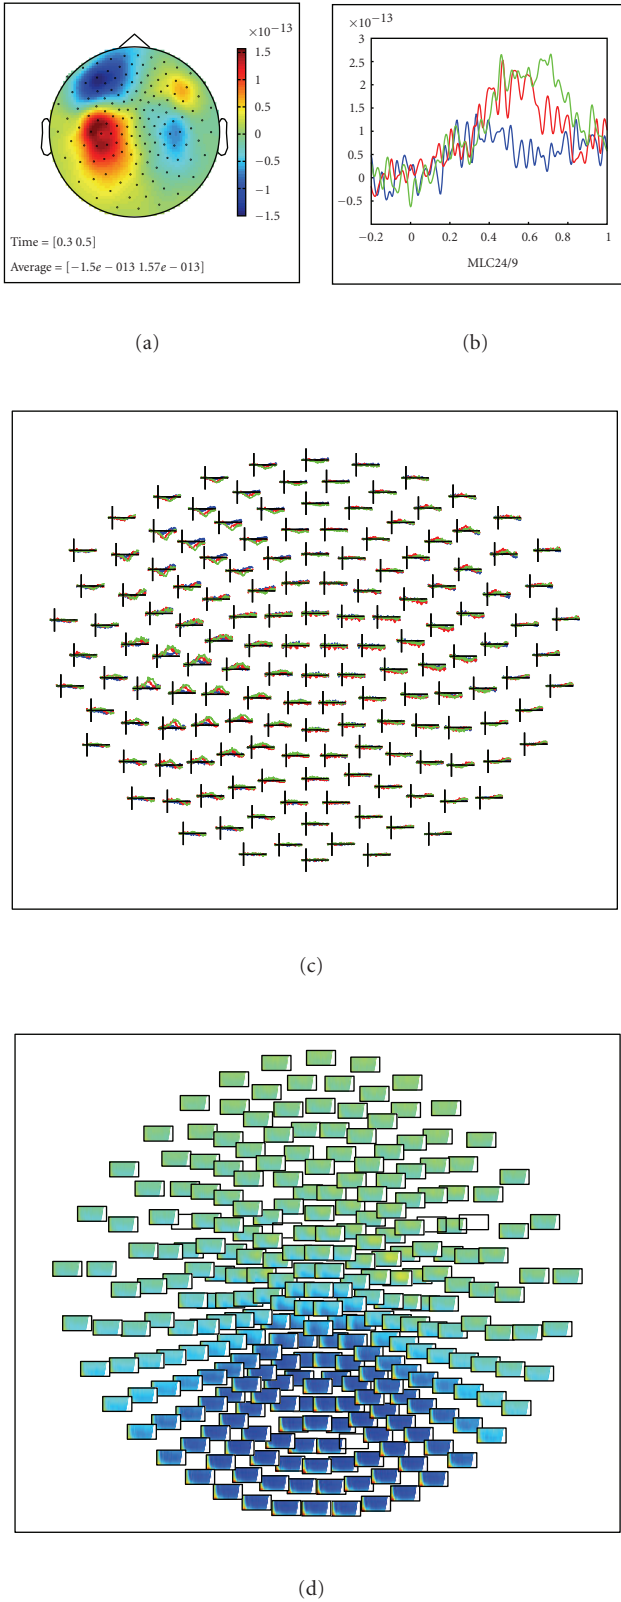 ×10−13
1.5
1
0.5
0
−0.5
−1
−1.5
Time = [0.3 0.5]
Average = [−1.5e − 013 1.57e − 013]
(a)
×10−13
3
2.5
2
1.5
1
0.5
0
−0.5
−0.2 0 0.2 0.4 0.6 0.8 1
MLC24/9
(b)
(c)
(d)